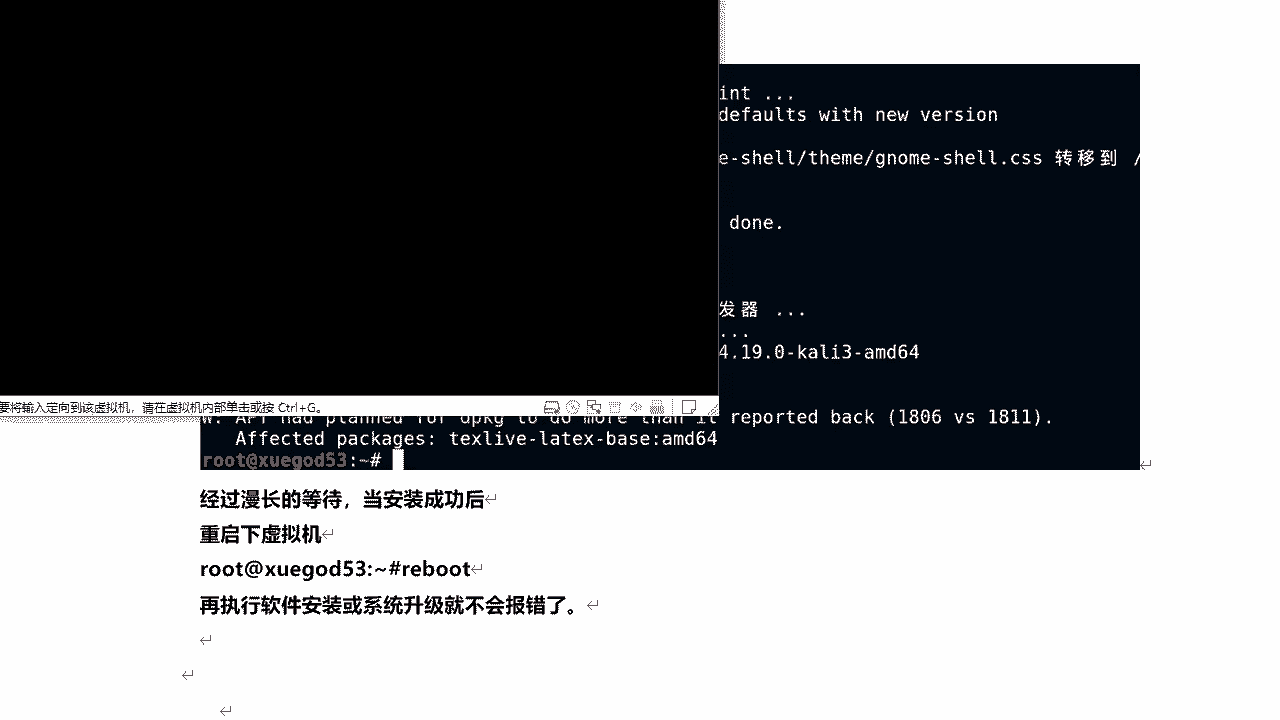 int ...
defaults with new version
e-shell/theme/gnome-shell.css 转移到 /
done.
发器 ...
...
4.19.0-kali3-amd64
要将输入定向到该虚拟机，请在虚拟机内部单击或按 Ctrl+G。
W: APT had planned for dpkg to do more than it reported back (1806 vs 1811).
Affected packages: texlive-latex-base:amd64
root@xuegod53:~#
经过漫长的等待，当安装成功后
重启下虚拟机
root@xuegod53:~#reboot
再执行软件安装或系统升级就不会报错了。